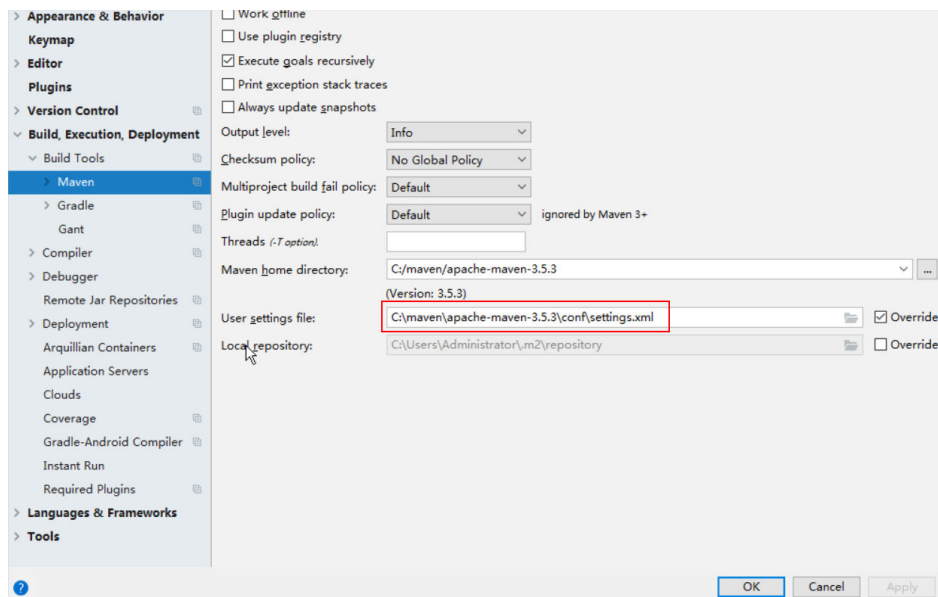 Appearance & Behavior
Keymap
Editor
Plugins
Version Control
Build, Execution, Deployment
Build Tools
Maven
Gradle
Gant
Compiler
Debugger
Remote Jar Repositories
Deployment
Arquillian Containers
Application Servers
Clouds
Coverage
Gradle-Android Compiler
Instant Run
Required Plugins
Languages & Frameworks
Tools
Work offline
Use plugin registry
Execute goals recursively
Print exception stack traces
Always update snapshots
Output level: Info
Checksum policy: No Global Policy
Multiproject build fail policy: Default
Plugin update policy: Default ignored by Maven 3+
Threads (-T option).
Maven home directory: C:/maven/apache-maven-3.5.3 ...
(Version: 3.5.3)
User settings file: C:\maven\apache-maven-3.5.3\conf\settings.xml Override
Local repository: C:\Users\Administrator\.m2\repository Override
? OK Cancel Apply